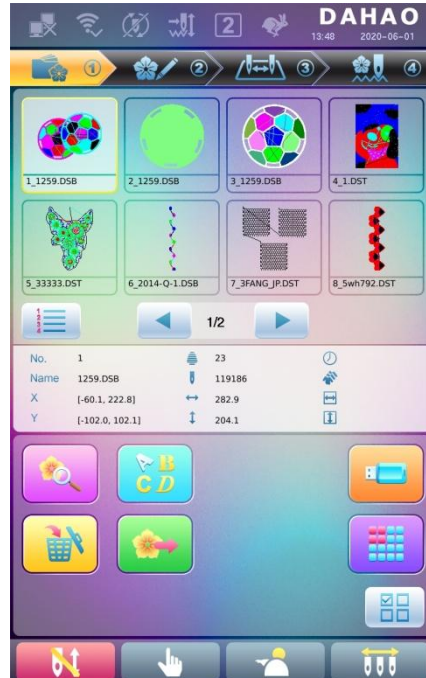 DAHAO
2
13:48 2020-06-01
1 2 3 4
1_1259.DSB 2_1259.DSB 3_1259.DSB 4_1.DST
5_33333.DST 6_2014-Q-1.DSB 7_3FANG_JP.DST 8_5wh792.DST
1/2
No. 1 23
Name 1259.DSB 119186
X [-60.1, 222.8] 282.9
Y [-102.0, 102.1] 204.1
A B
C D